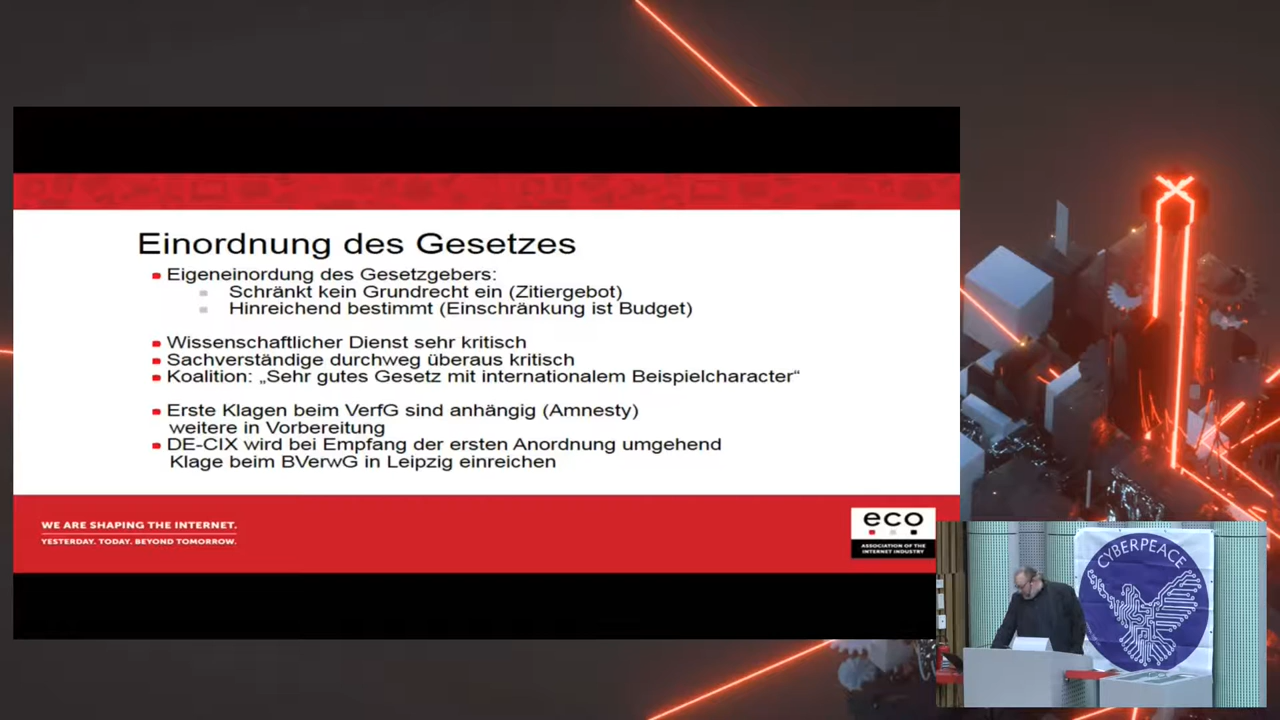 Einordnung des Gesetzes
Eigeneinordung des Gesetzgebers:
Schränkt kein Grundrecht ein (Zitiergebot)
Hinreichend bestimmt (Einschränkung ist Budget)
Wissenschaftlicher Dienst sehr kritisch
Sachverständige durchweg überaus kritisch
Koalition: „Sehr gutes Gesetz mit internationalem Beispielcharacter“
Erste Klagen beim VerfG sind anhängig (Amnesty)
weitere in Vorbereitung
DE-CIX wird bei Empfang der ersten Anordnung umgehend
Klage beim BVerwG in Leipzig einreichen
WE ARE SHAPING THE INTERNET.
YESTERDAY. TODAY. BEYOND TOMORROW.
eco
ASSOCIATION OF THE
INTERNET INDUSTRY
CYBERPEACE